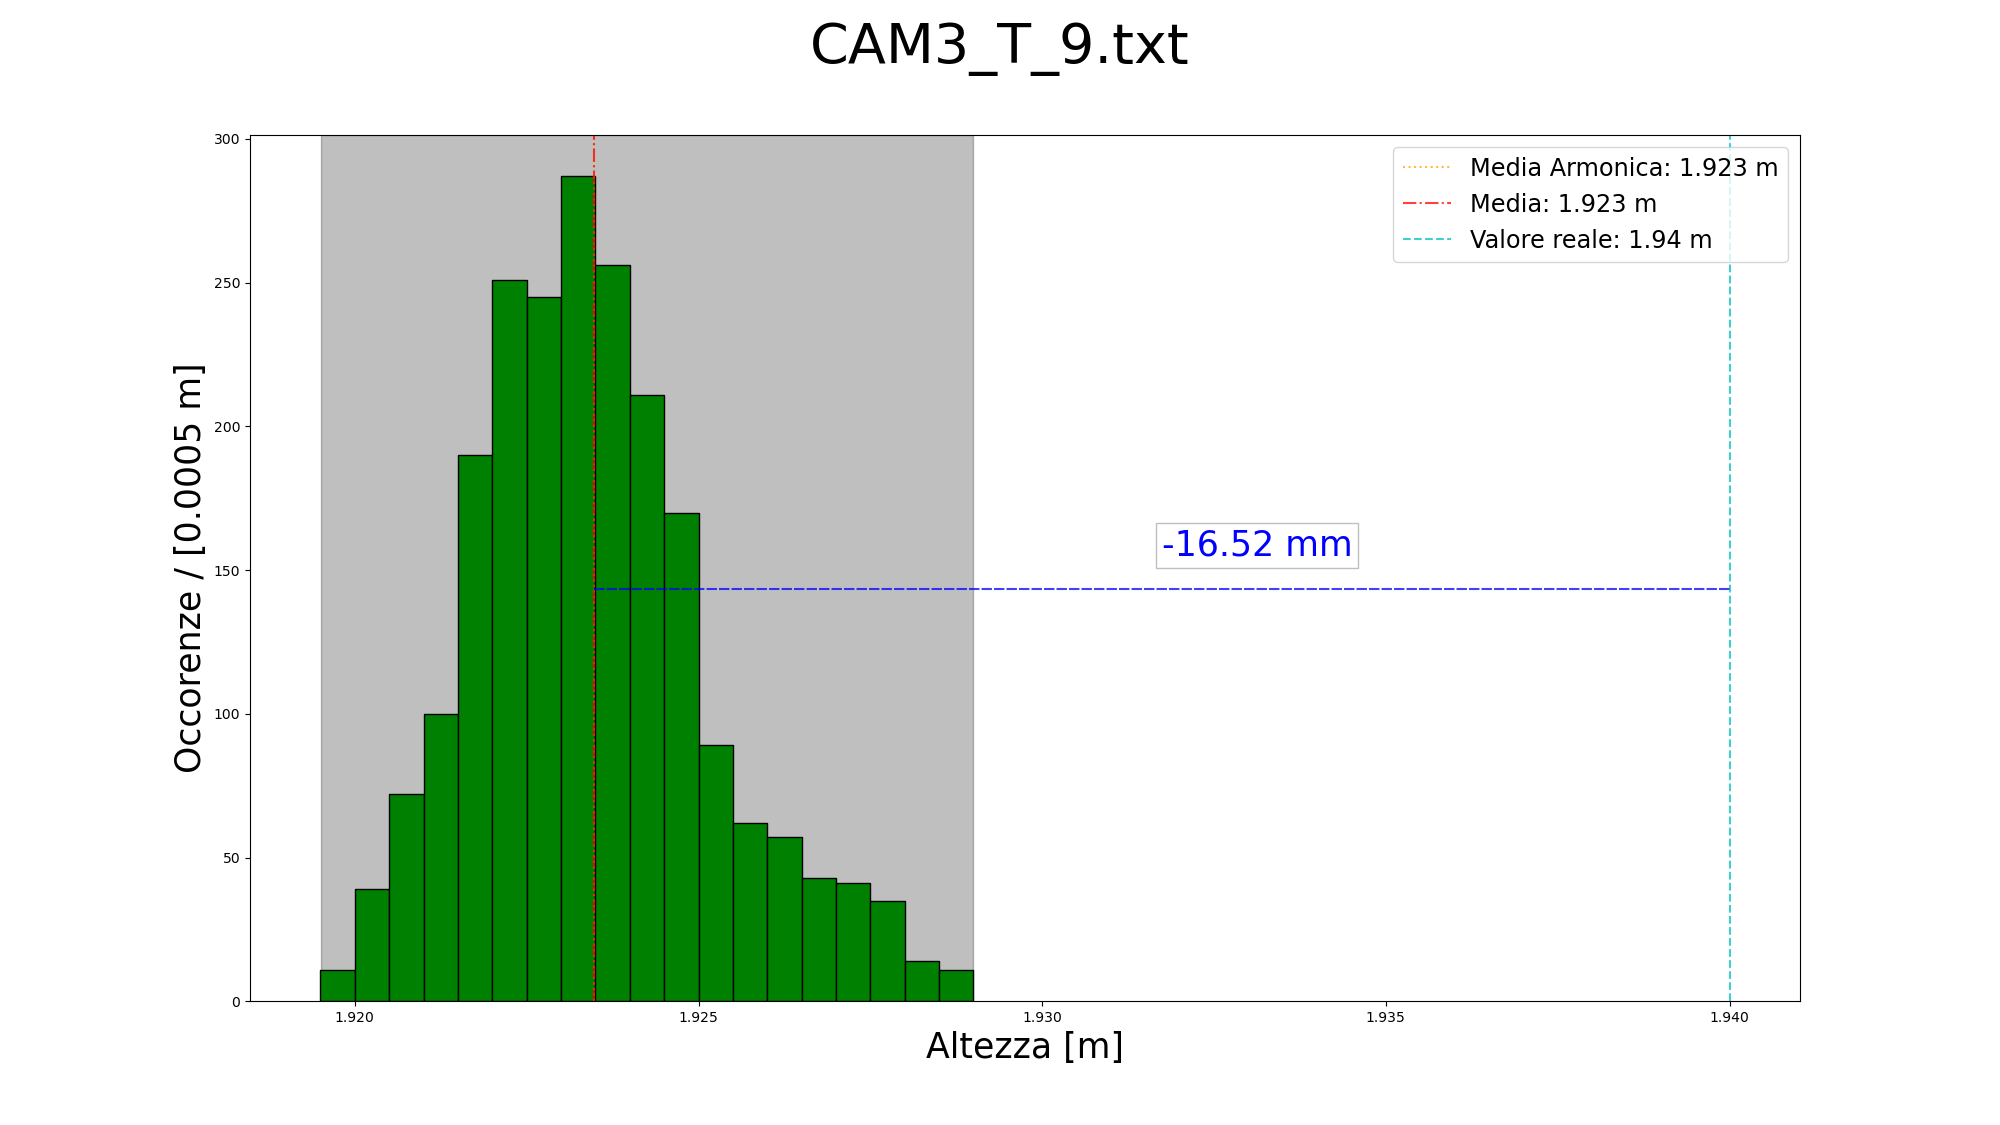 CAM3_T_9.txt
300
250
200
150
100
50
0
Occorenze / [0.0005 m]
Media Armonica: 1.923 m
Media: 1.923 m
Valore reale: 1.94 m
-16.52 mm
1.920 1.925 1.930 1.935 1.940
Altezza [m]